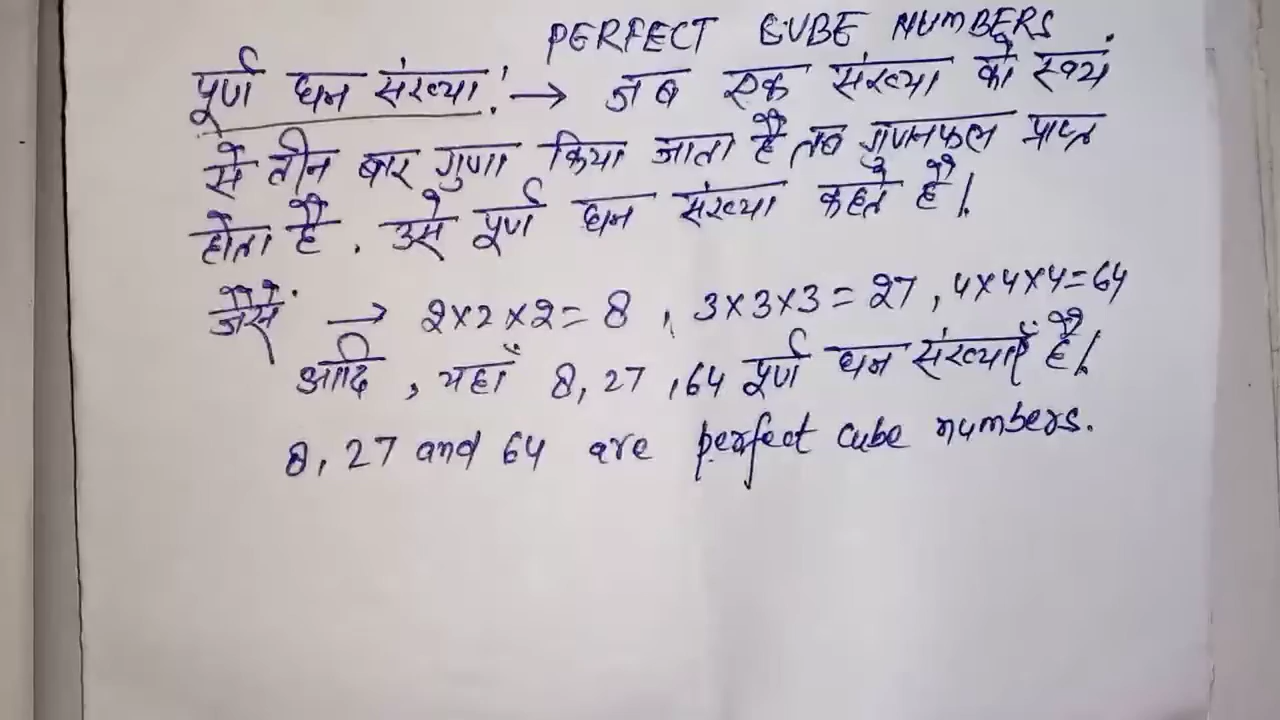 PERFECT CUBE NUMBERS
पूर्ण घन संख्या:→ जब एक संख्या को स्वयं
से तीन बार गुणा किया जाता है तब गुणनफल प्राप्त
होता है, उसे पूर्ण घन संख्या कहते है।
जैसे → 2×2×2=8, 3×3×3=27, 4×4×4=64
आदि, यहाँ 8, 27, 64 पूर्ण घन संख्याएँ है।
8, 27 and 64 are perfect cube numbers.